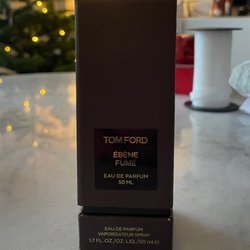 TOM FORD
ÉBÈNE
FUMÉ
EAU DE PARFUM
50 ML
EAU DE PARFUM
VAPORISATEUR SPRAY
1.7 FL.OZ./OZ. LIQ./50 ml ℮